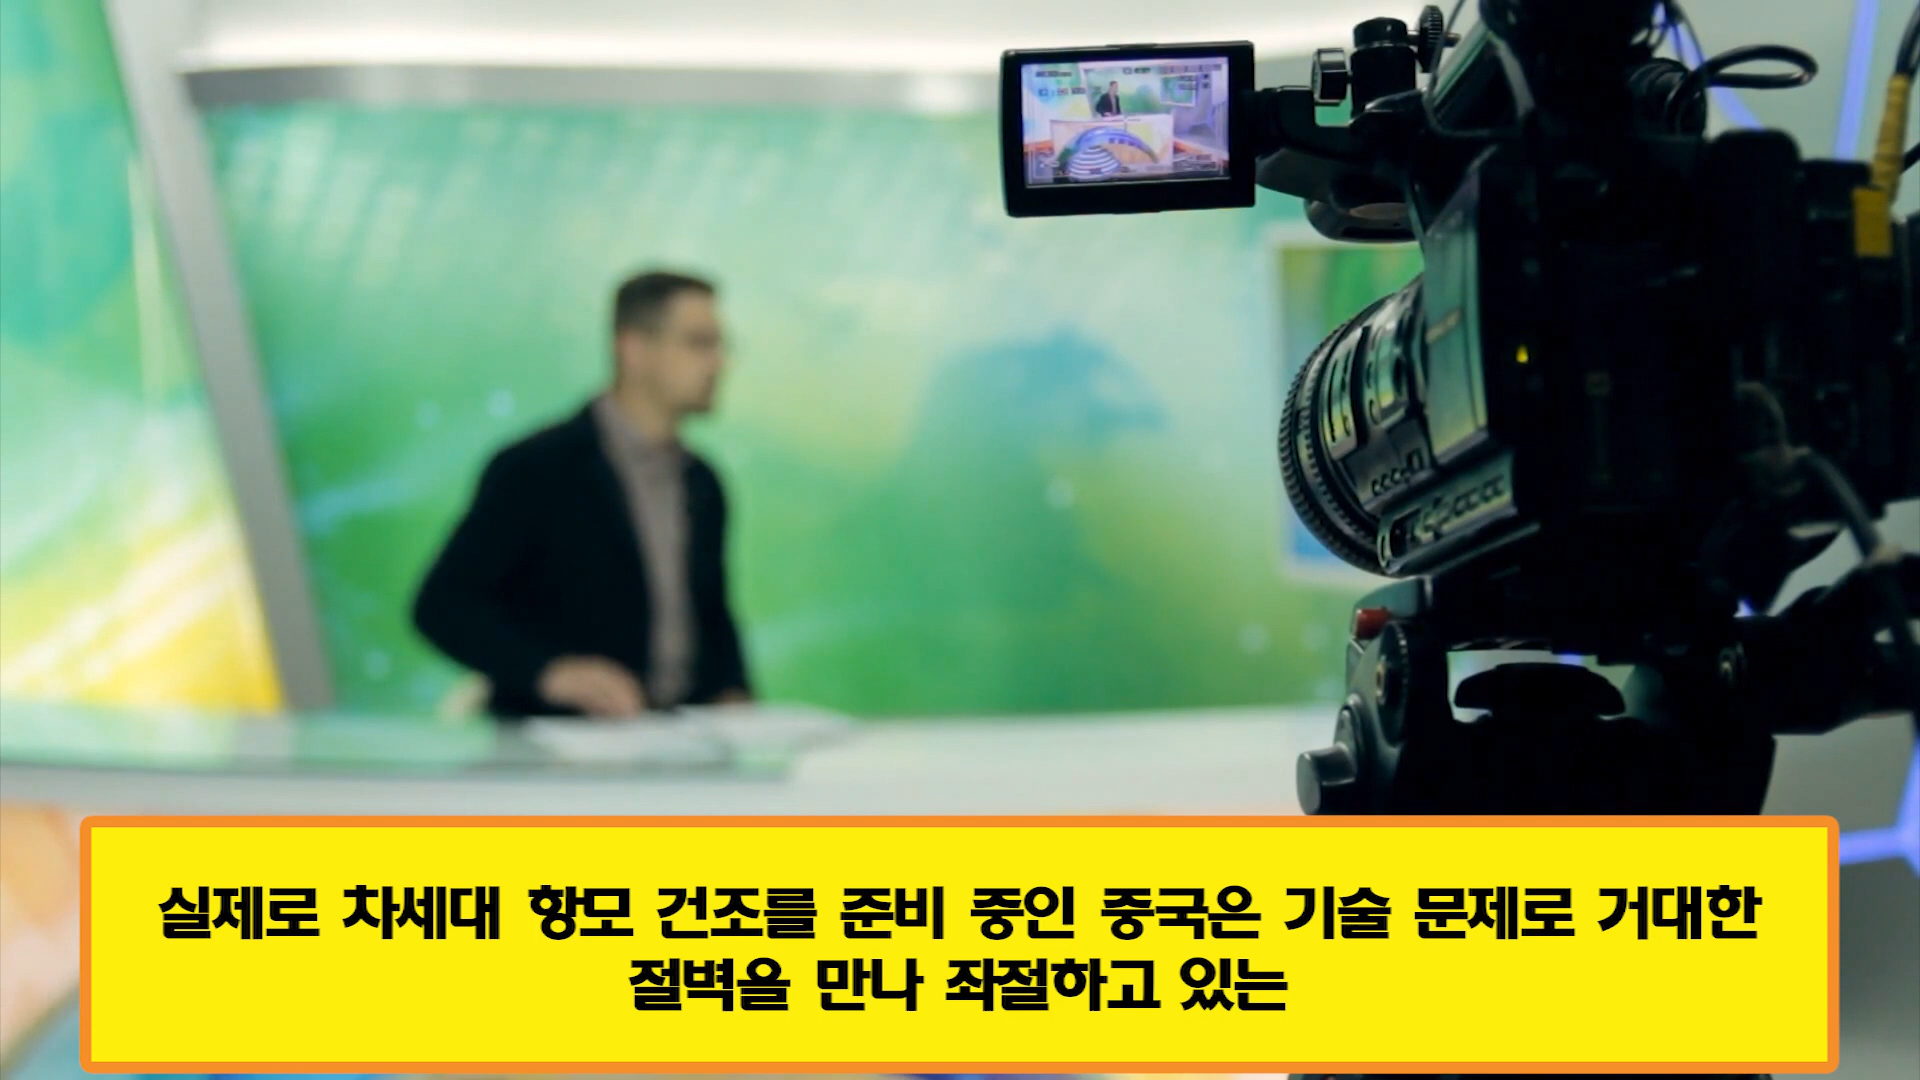 실제로 차세대 항모 건조를 준비 중인 중국은 기술 문제로 거대한
절벽을 만나 좌절하고 있는